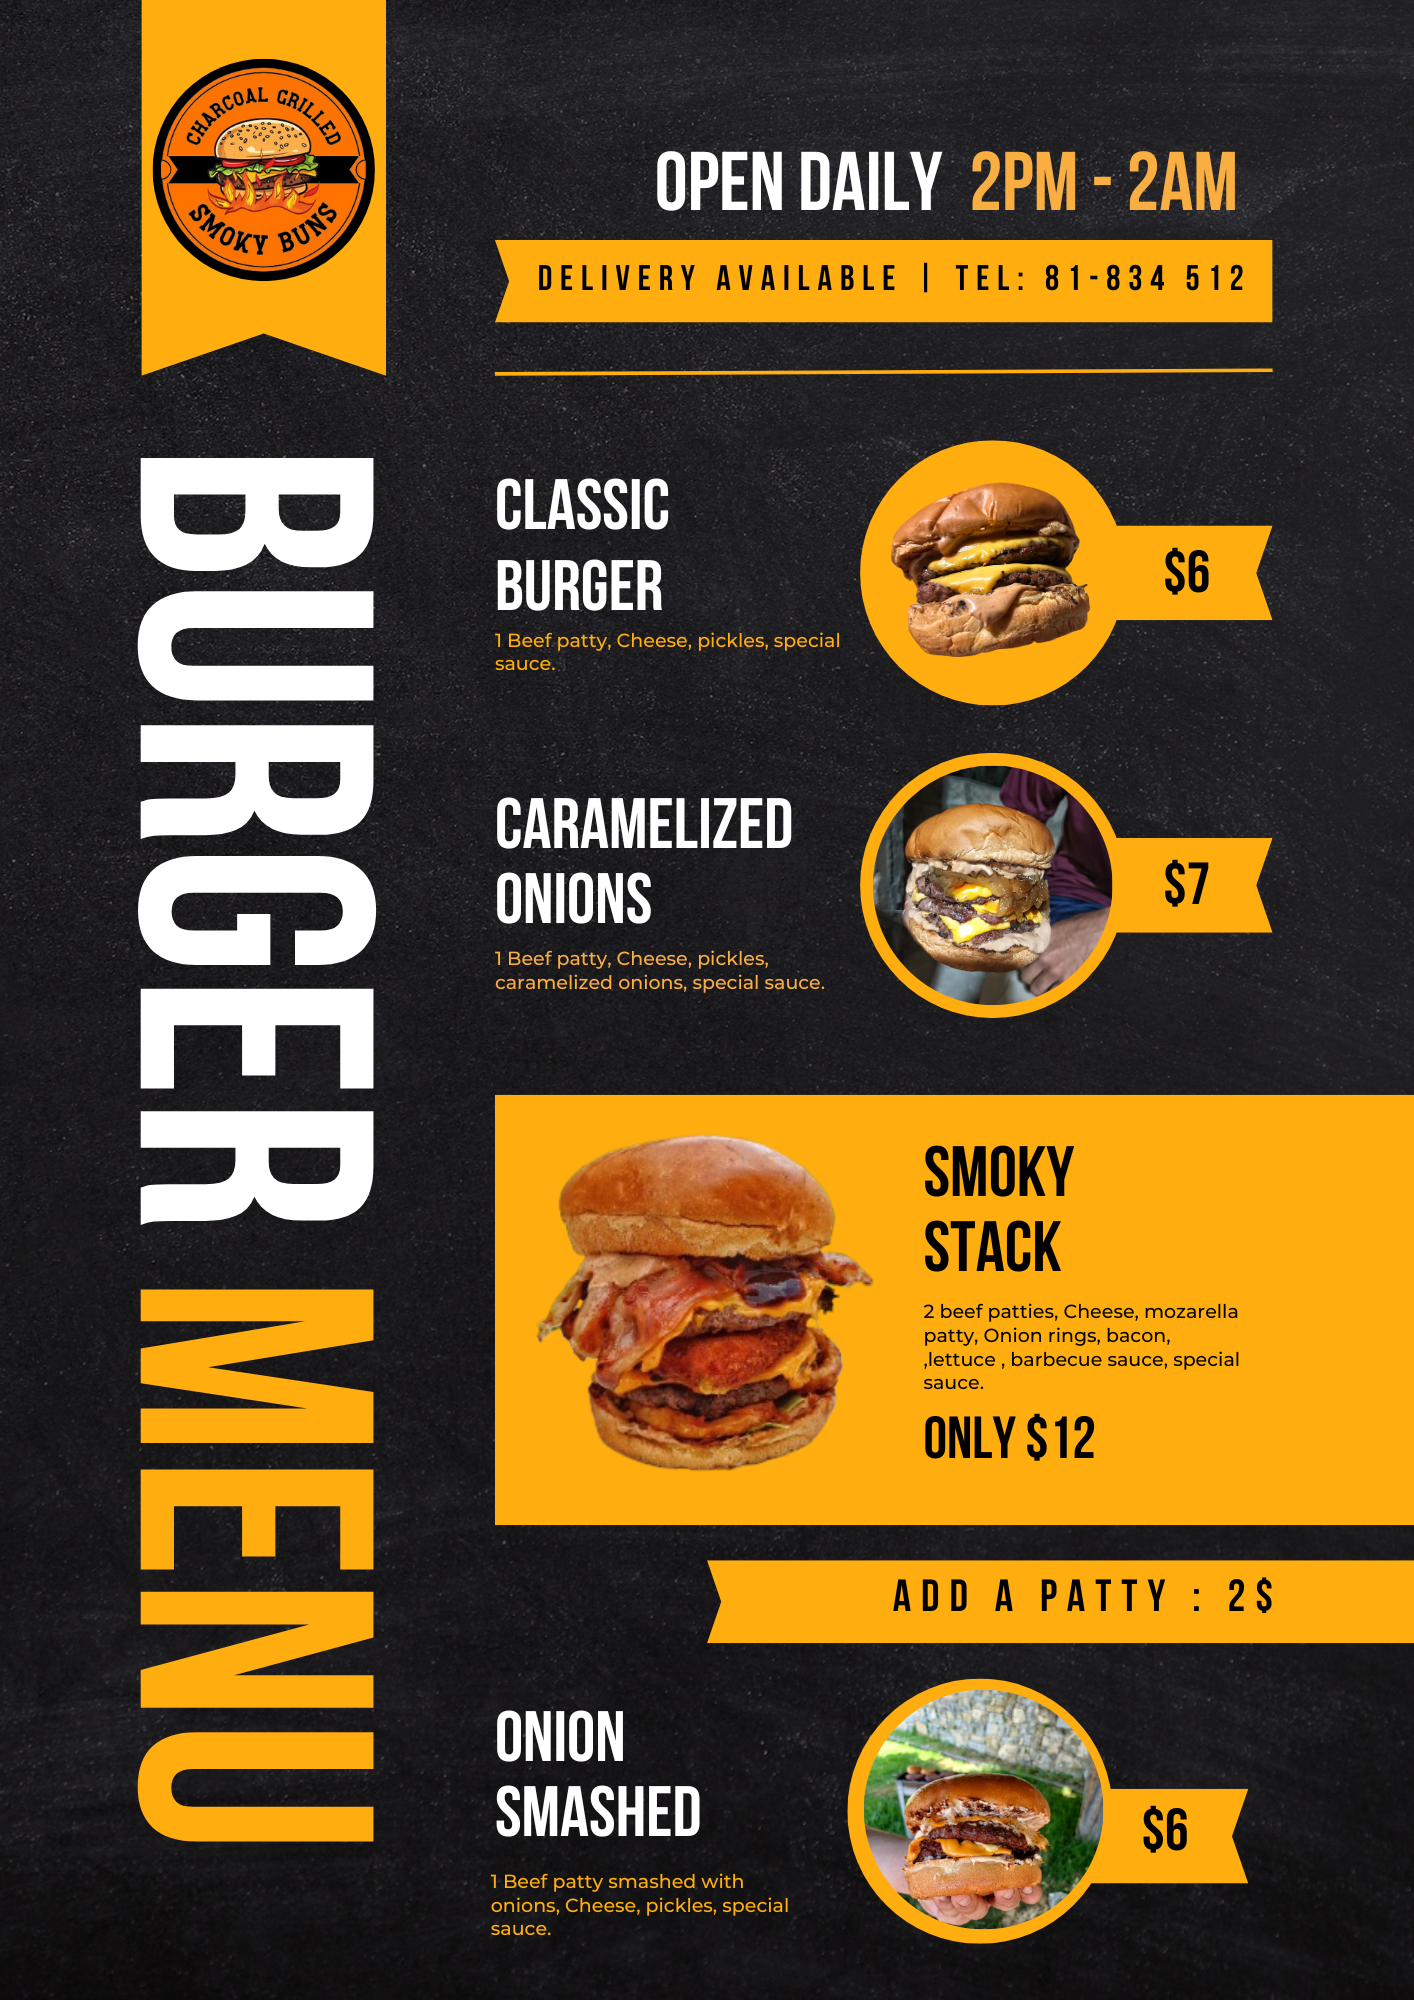 CHARCOAL GRILLED
SMOKY BUNS
OPEN DAILY 2PM - 2AM
DELIVERY AVAILABLE | TEL: 81-834 512
BURGER MENU
CLASSIC
BURGER
1 Beef patty, Cheese, pickles, special
sauce.
$6
CARAMELIZED
ONIONS
1 Beef patty, Cheese, pickles,
caramelized onions, special sauce.
$7
SMOKY
STACK
2 beef patties, Cheese, mozarella
patty, Onion rings, bacon,
,lettuce , barbecue sauce, special
sauce.
ONLY $12
ADD A PATTY : 2$
ONION
SMASHED
1 Beef patty smashed with
onions, Cheese, pickles, special
sauce.
$6